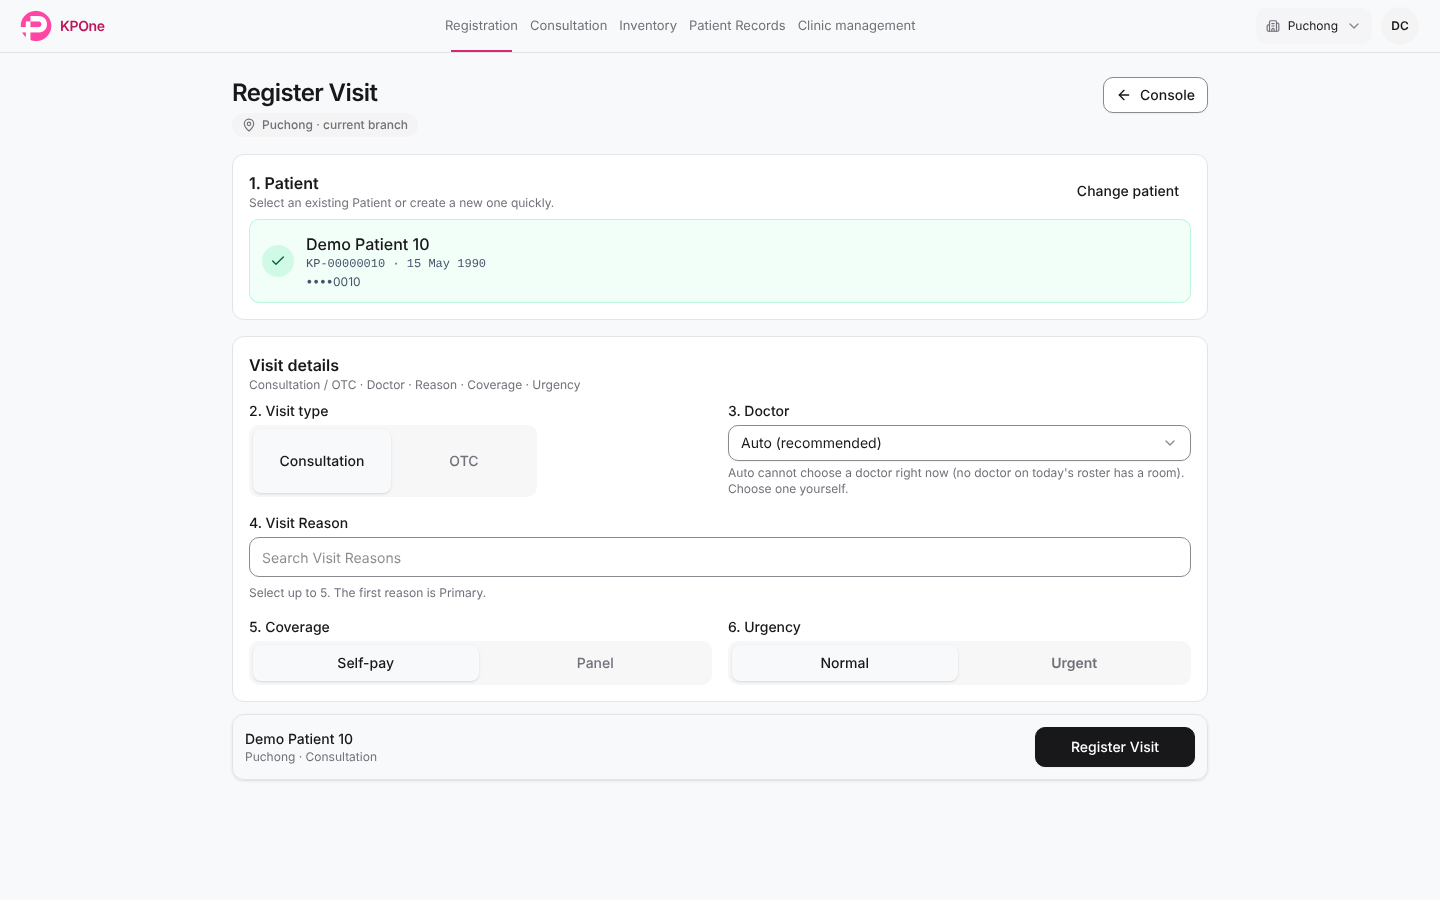 KPOne
Registration
Consultation
Inventory
Patient Records
Clinic management
Puchong
DC
Register Visit
Console
Puchong · current branch
1. Patient
Select an existing Patient or create a new one quickly.
Change patient
Demo Patient 10
KP-00000010 · 15 May 1990
••••0010
Visit details
Consultation / OTC · Doctor · Reason · Coverage · Urgency
2. Visit type
Consultation
OTC
3. Doctor
Auto (recommended)
Auto cannot choose a doctor right now (no doctor on today's roster has a room).
Choose one yourself.
4. Visit Reason
Search Visit Reasons
Select up to 5. The first reason is Primary.
5. Coverage
Self-pay
Panel
6. Urgency
Normal
Urgent
Demo Patient 10
Puchong · Consultation
Register Visit